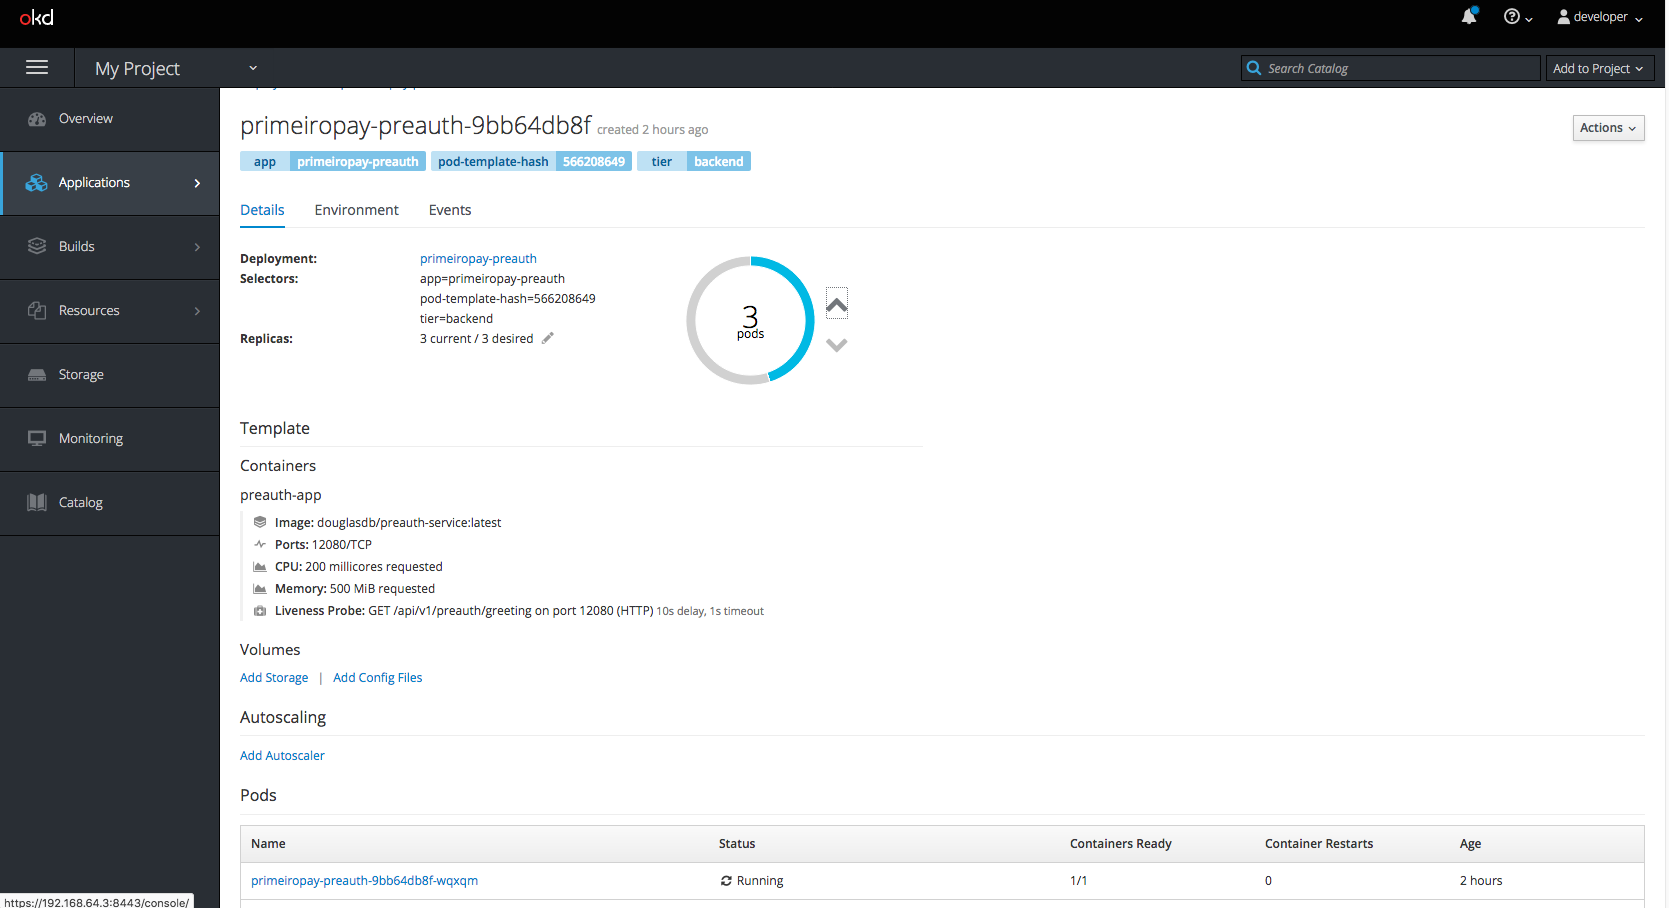 okd
developer
My Project
Search Catalog
Add to Project
Overview
Applications
Builds
Resources
Storage
Monitoring
Catalog
primeiropay-preauth-9bb64db8f created 2 hours ago
Actions
app primeiropay-preauth pod-template-hash 566208649 tier backend
Details Environment Events
Deployment: primeiropay-preauth
Selectors: app=primeiropay-preauth
pod-template-hash=566208649
tier=backend
Replicas: 3 current / 3 desired
3
pods
Template
Containers
preauth-app
Image: douglasdb/preauth-service:latest
Ports: 12080/TCP
CPU: 200 millicores requested
Memory: 500 MiB requested
Liveness Probe: GET /api/v1/preauth/greeting on port 12080 (HTTP) 10s delay, 1s timeout
Volumes
Add Storage | Add Config Files
Autoscaling
Add Autoscaler
Pods
Name Status Containers Ready Container Restarts Age
primeiropay-preauth-9bb64db8f-wqxqm Running 1/1 0 2 hours
https://192.168.64.3:8443/console/